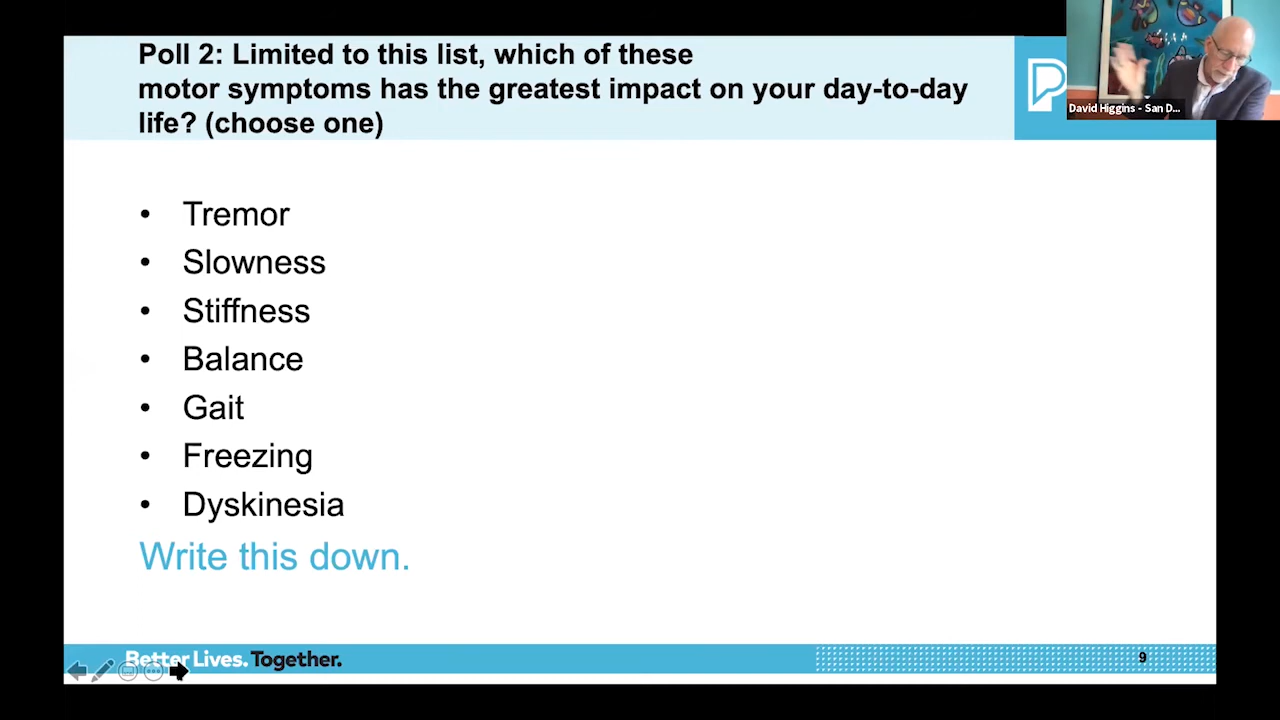 Poll 2: Limited to this list, which of these
motor symptoms has the greatest impact on your day-to-day
life? (choose one)
David Higgins - San D...
• Tremor
• Slowness
• Stiffness
• Balance
• Gait
• Freezing
• Dyskinesia
Write this down.
Better Lives. Together.
9